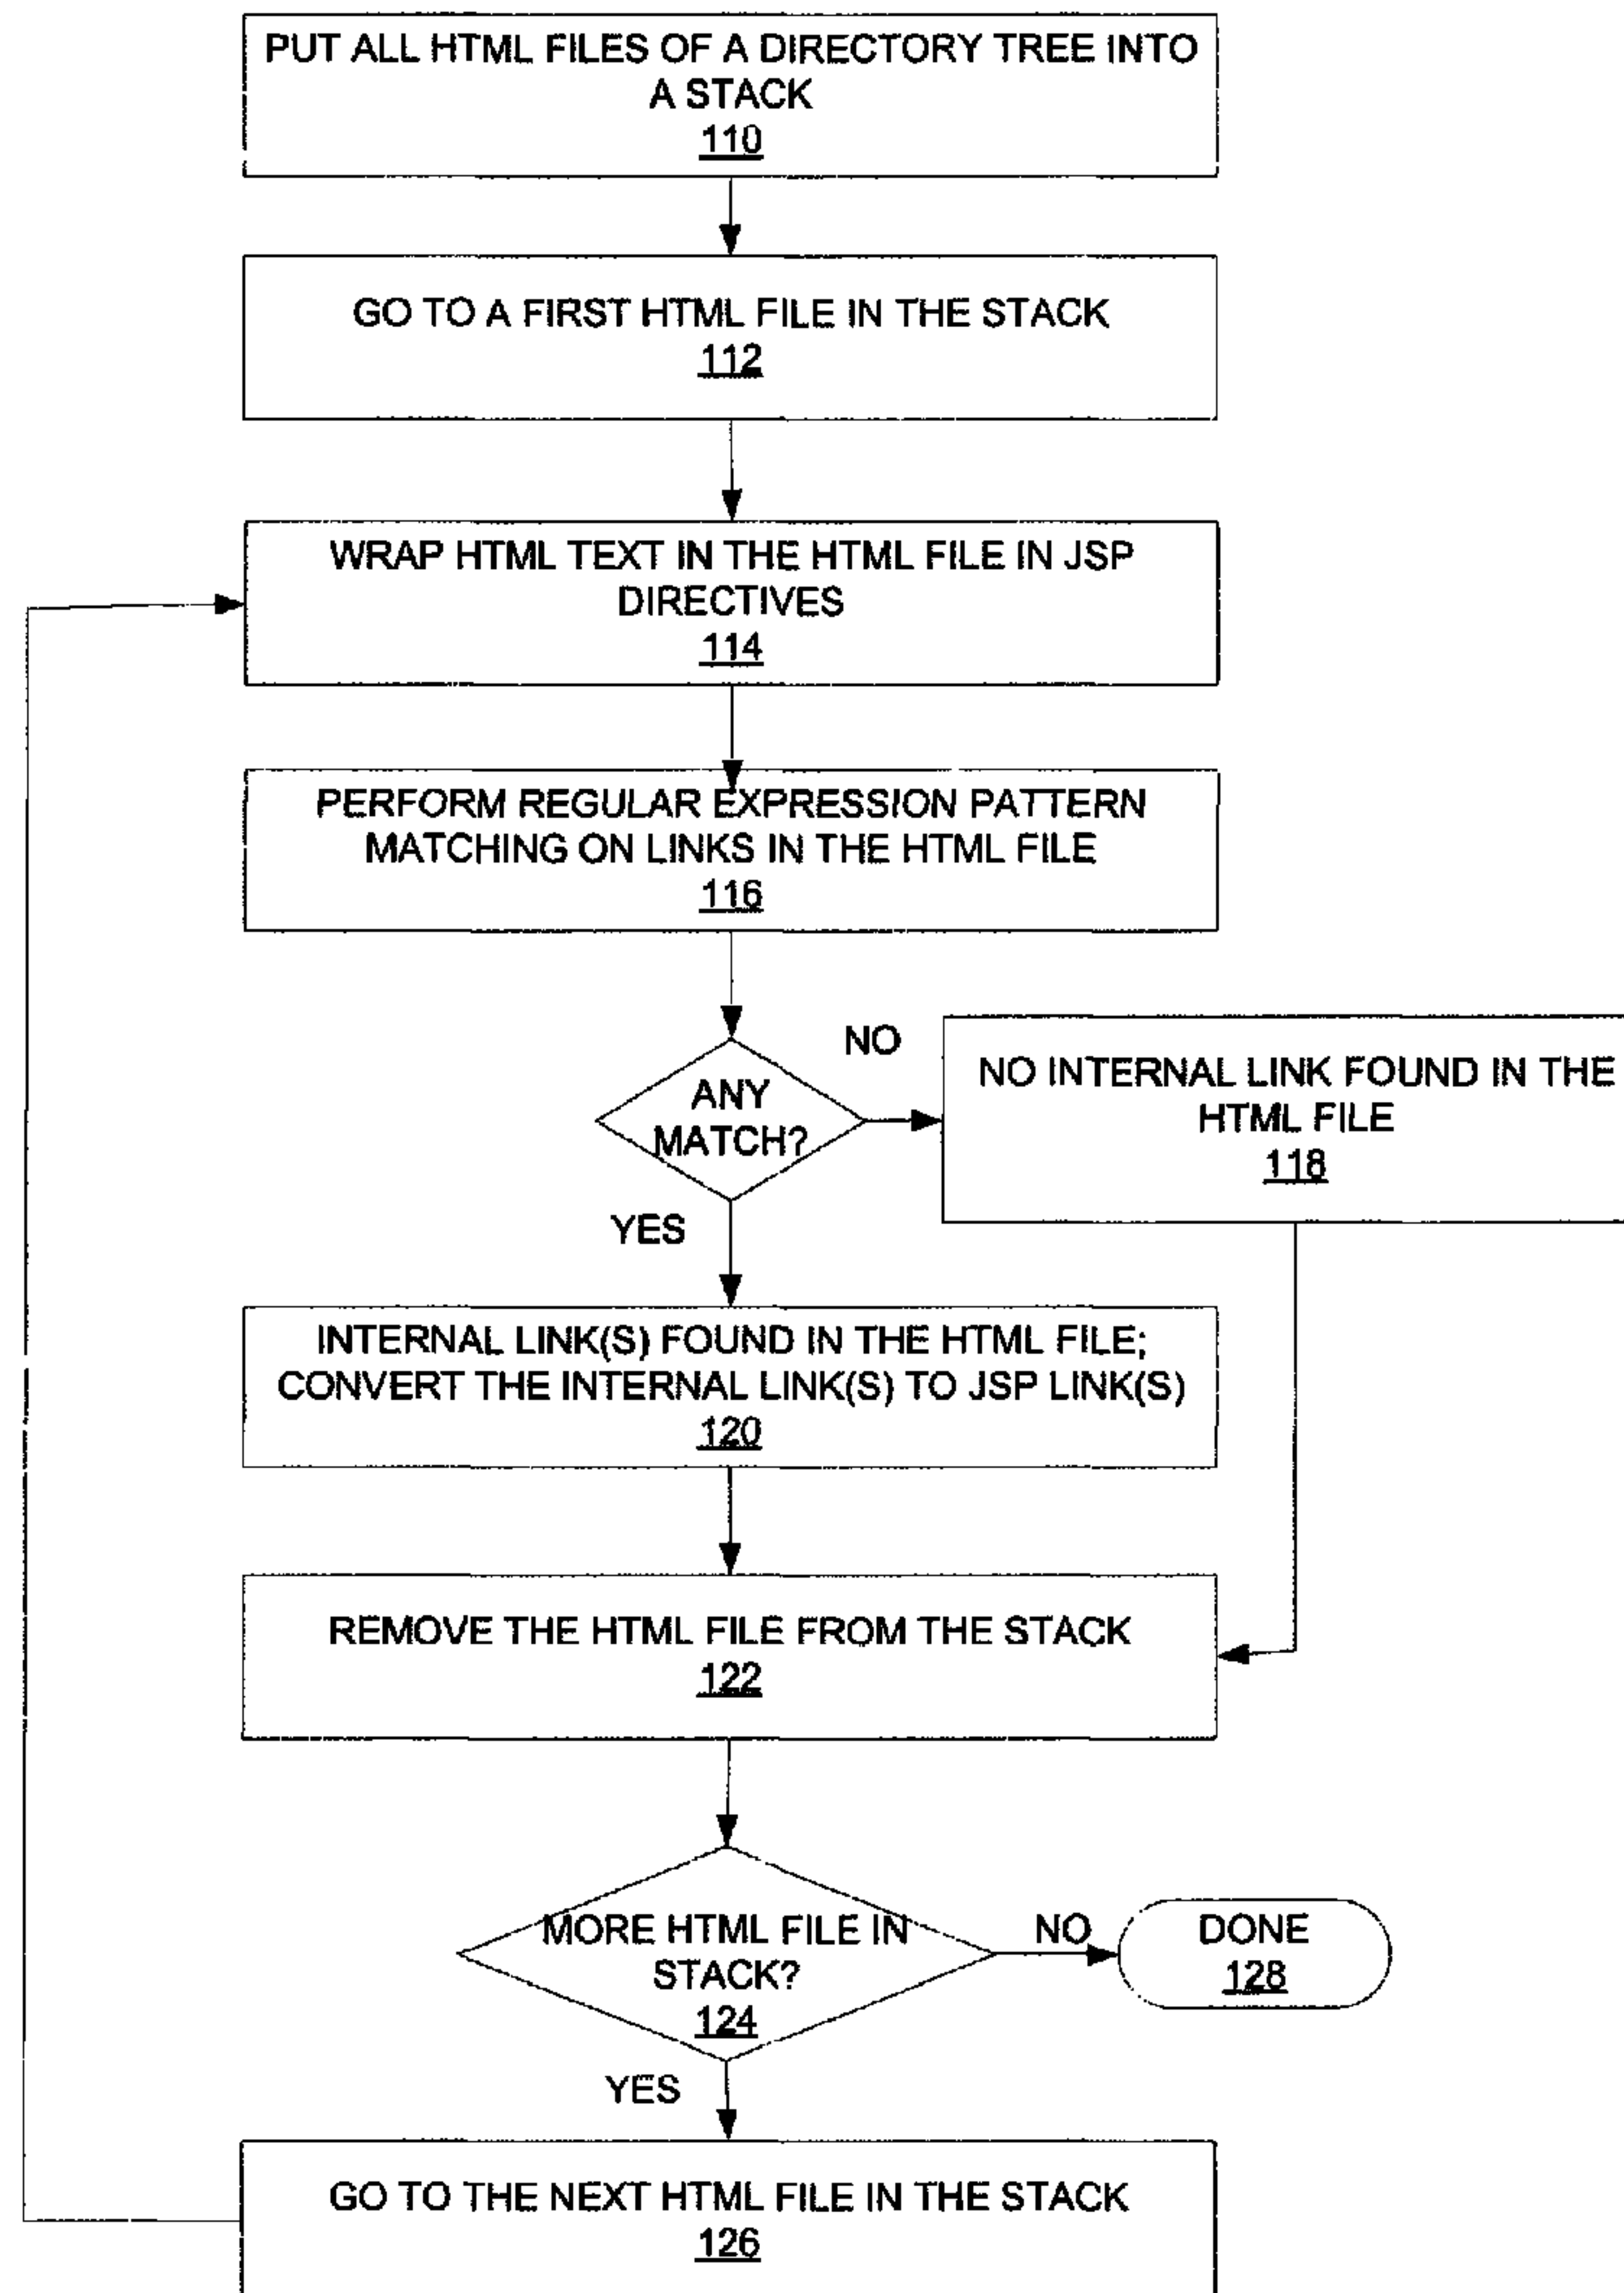 PUT ALL HTML FILES OF A DIRECTORY TREE INTO
A STACK
110
GO TO A FIRST HTML FILE IN THE STACK
112
WRAP HTML TEXT IN THE HTML FILE IN JSP
DIRECTIVES
114
PERFORM REGULAR EXPRESSION PATTERN
MATCHING ON LINKS IN THE HTML FILE
116
ANY
MATCH?
NO
NO INTERNAL LINK FOUND IN THE
HTML FILE
118
YES
INTERNAL LINK(S) FOUND IN THE HTML FILE;
CONVERT THE INTERNAL LINK(S) TO JSP LINK(S)
120
REMOVE THE HTML FILE FROM THE STACK
122
MORE HTML FILE IN
STACK?
124
NO
DONE
128
YES
GO TO THE NEXT HTML FILE IN THE STACK
126